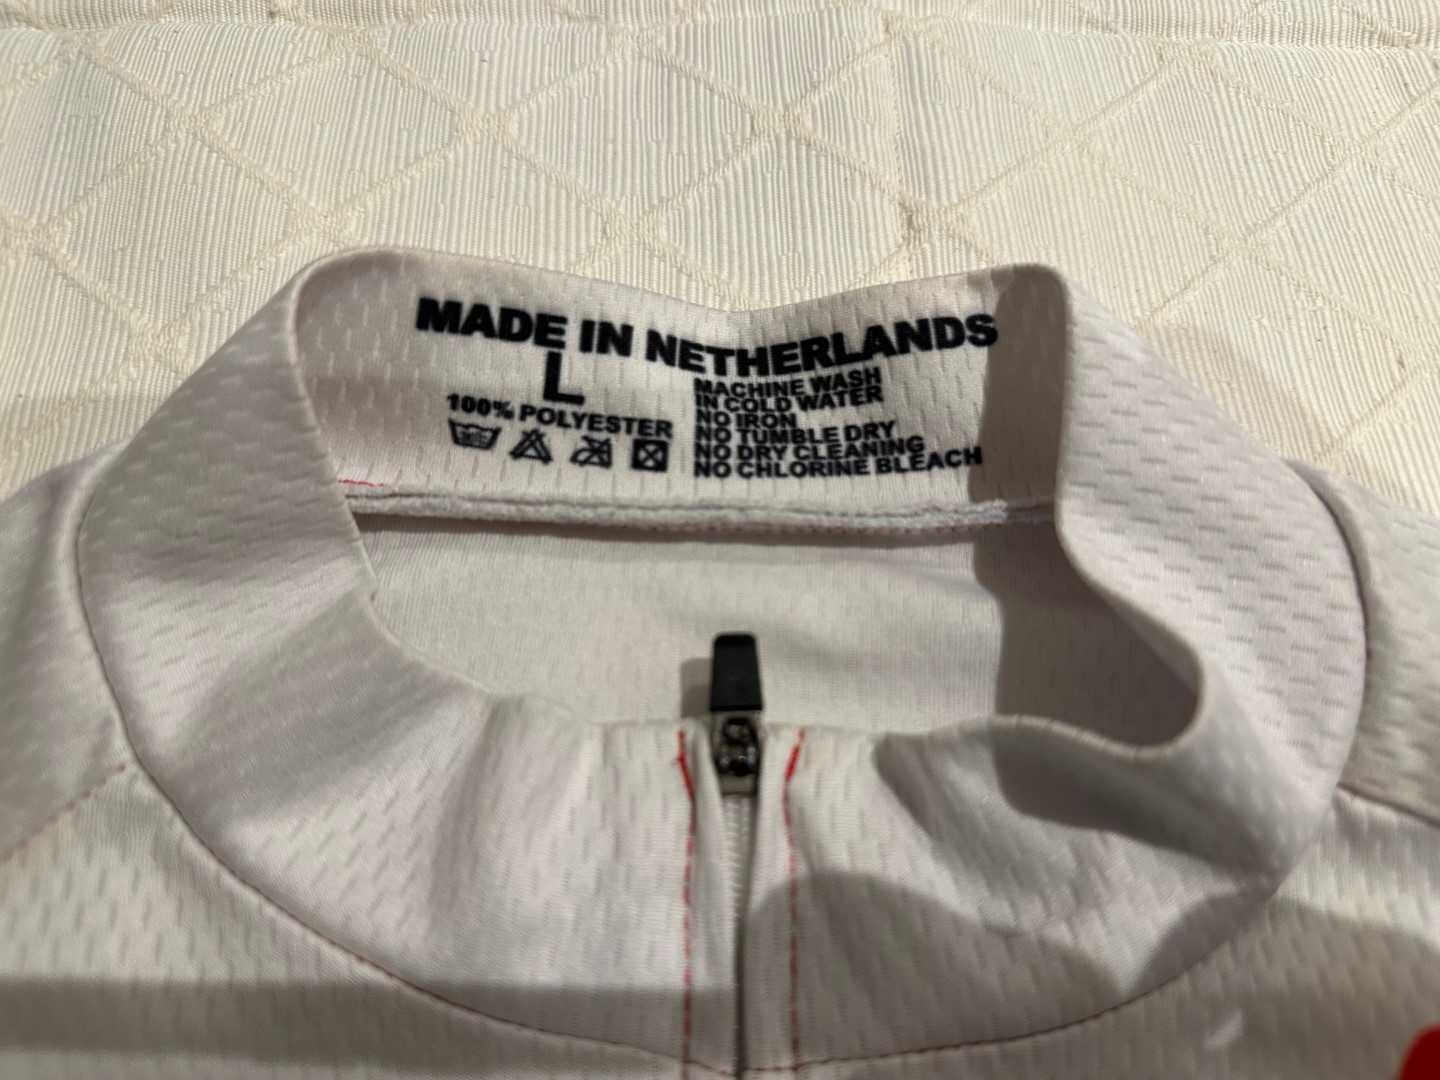 MADE IN NETHERLANDS
L
100% POLYESTER
MACHINE WASH
IN COLD WATER
NO IRON
NO TUMBLE DRY
NO DRY CLEANING
NO CHLORINE BLEACH